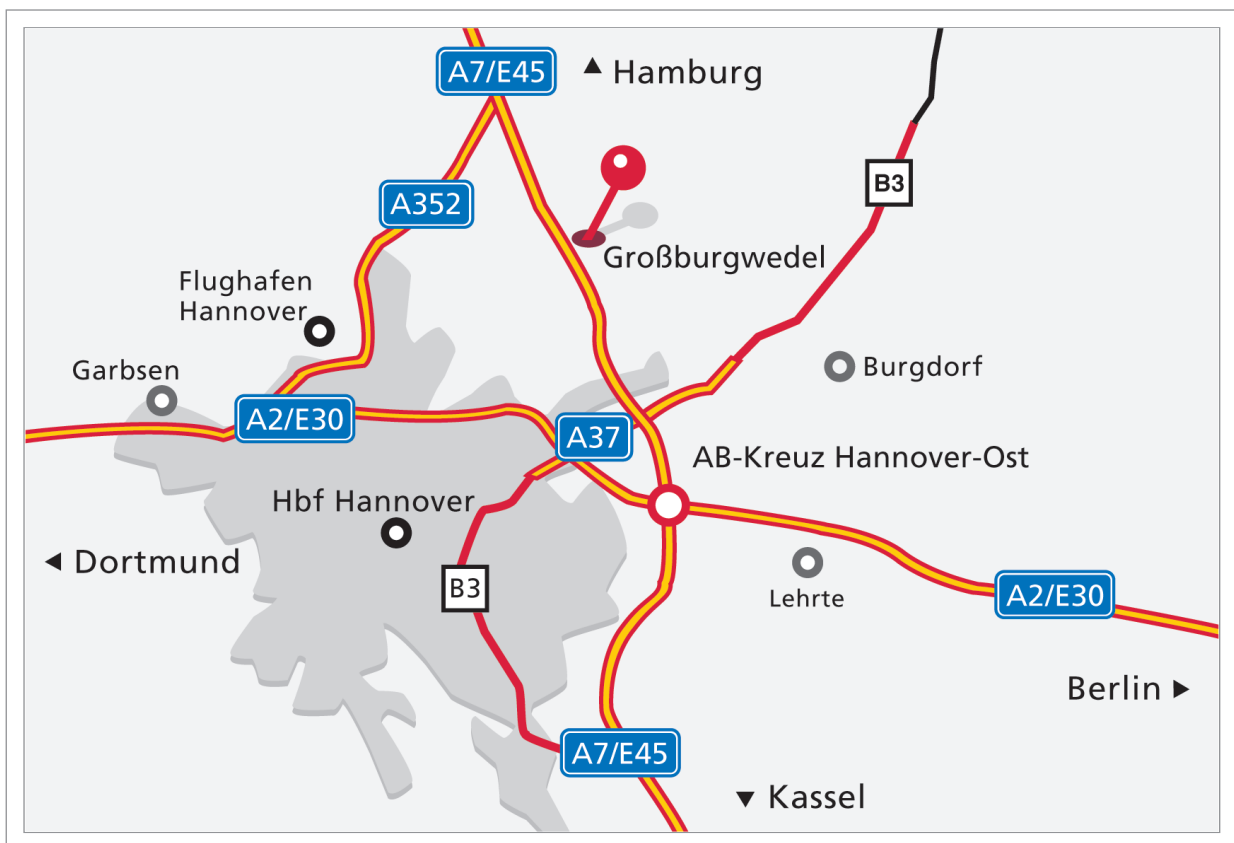 A7/E45
Hamburg
A352
B3
Großburgwedel
Flughafen
Hannover
Garbsen
Burgdorf
A2/E30
A37
AB-Kreuz Hannover-Ost
Hbf Hannover
Dortmund
B3
Lehrte
A2/E30
Berlin
A7/E45
Kassel